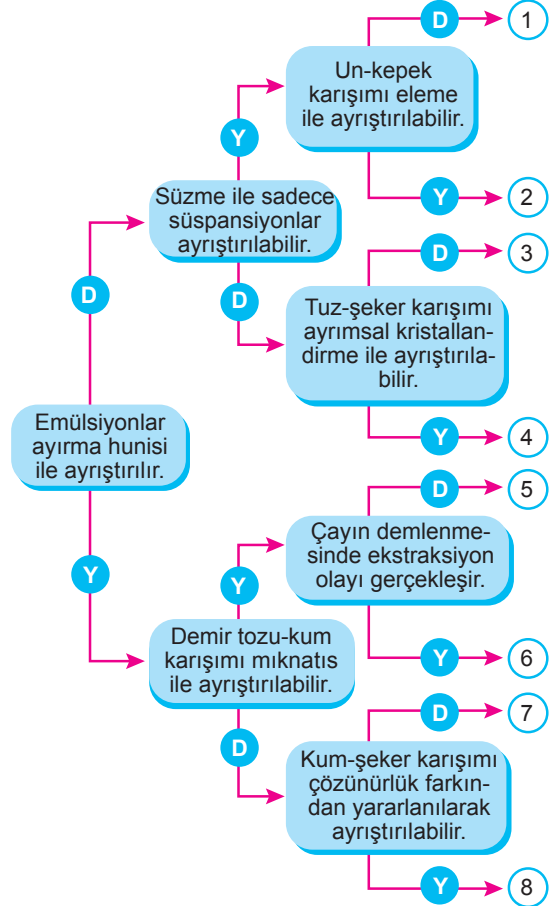 D
1
Un-kepek
karışımı eleme
ile ayrıştırılabilir.
Y
Y
2
Süzme ile sadece
süspansiyonlar
ayrıştırılabilir.
D
3
D
D
Tuz-şeker karışımı
ayrımsal kristallan-
dirme ile ayrıştırıla-
bilir.
Emülsiyonlar
ayırma hunisi
ile ayrıştırılır.
Y
4
D
5
Çayın demlenme-
sinde ekstraksiyon
olayı gerçekleşir.
Y
Y
Demir tozu-kum
karışımı mıknatıs
ile ayrıştırılabilir.
Y
6
D
7
D
Kum-şeker karışımı
çözünürlük farkın-
dan yararlanılarak
ayrıştırılabilir.
Y
8